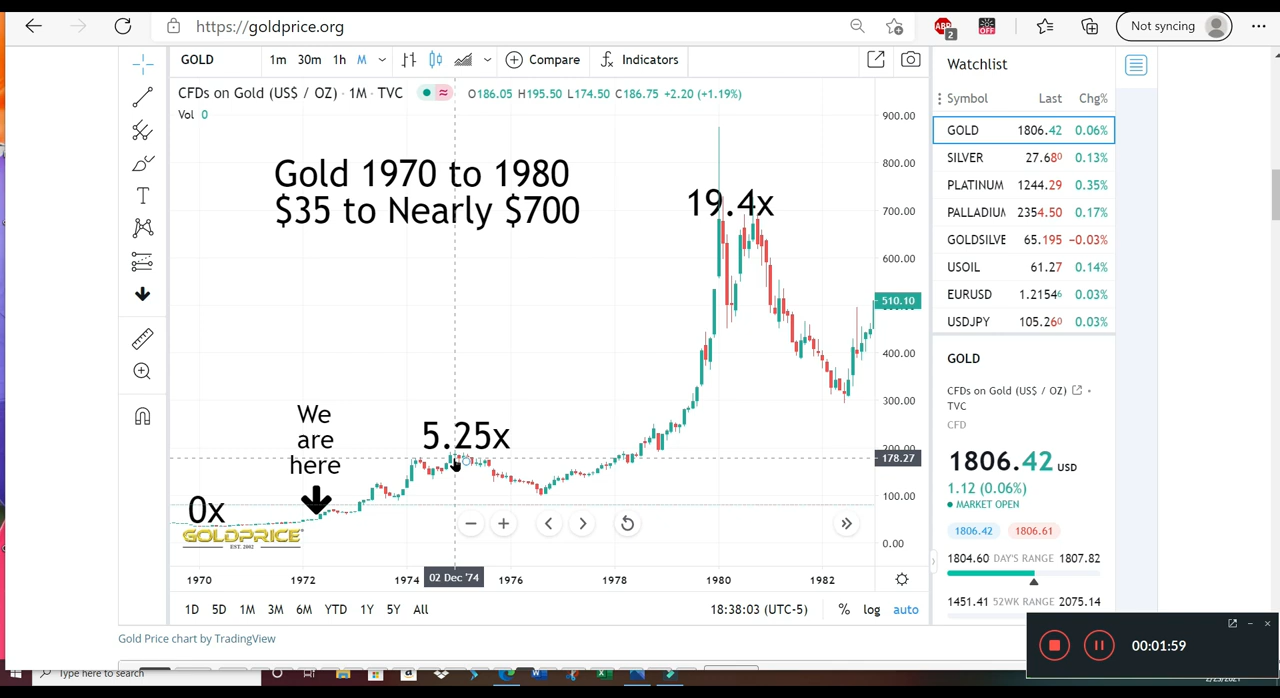 https://goldprice.org
ABP
2
OFF
Not syncing
GOLD
1m 30m 1h M
Compare
Indicators
CFDs on Gold (US$ / OZ) · 1M · TVC
O186.05 H195.50 L174.50 C186.75 +2.20 (+1.19%)
Vol 0
Gold 1970 to 1980
$35 to Nearly $700
19.4x
We
are
here
5.25x
0x
GOLDPRICE
EST. 2002
900.00
800.00
700.00
600.00
510.10
400.00
300.00
200.00
178.27
100.00
0.00
1970 1972 1974 02 Dec '74 1976 1978 1980 1982
1D 5D 1M 3M 6M YTD 1Y 5Y All
18:38:03 (UTC-5)
% log auto
Gold Price chart by TradingView
Watchlist
Symbol Last Chg%
GOLD 1806.42 0.06%
SILVER 27.680 0.13%
PLATINUM 1244.29 0.35%
PALLADIUM 2354.50 0.17%
GOLDSILVE 65.195 −0.03%
USOIL 61.27 0.14%
EURUSD 1.21546 0.03%
USDJPY 105.260 0.03%
GOLD
CFDs on Gold (US$ / OZ) •
TVC
CFD
1806.42 USD
1.12 (0.06%)
MARKET OPEN
1806.42 1806.61
1804.60 DAY'S RANGE 1807.82
1451.41 52WK RANGE 2075.14
00:01:59
Type here to search